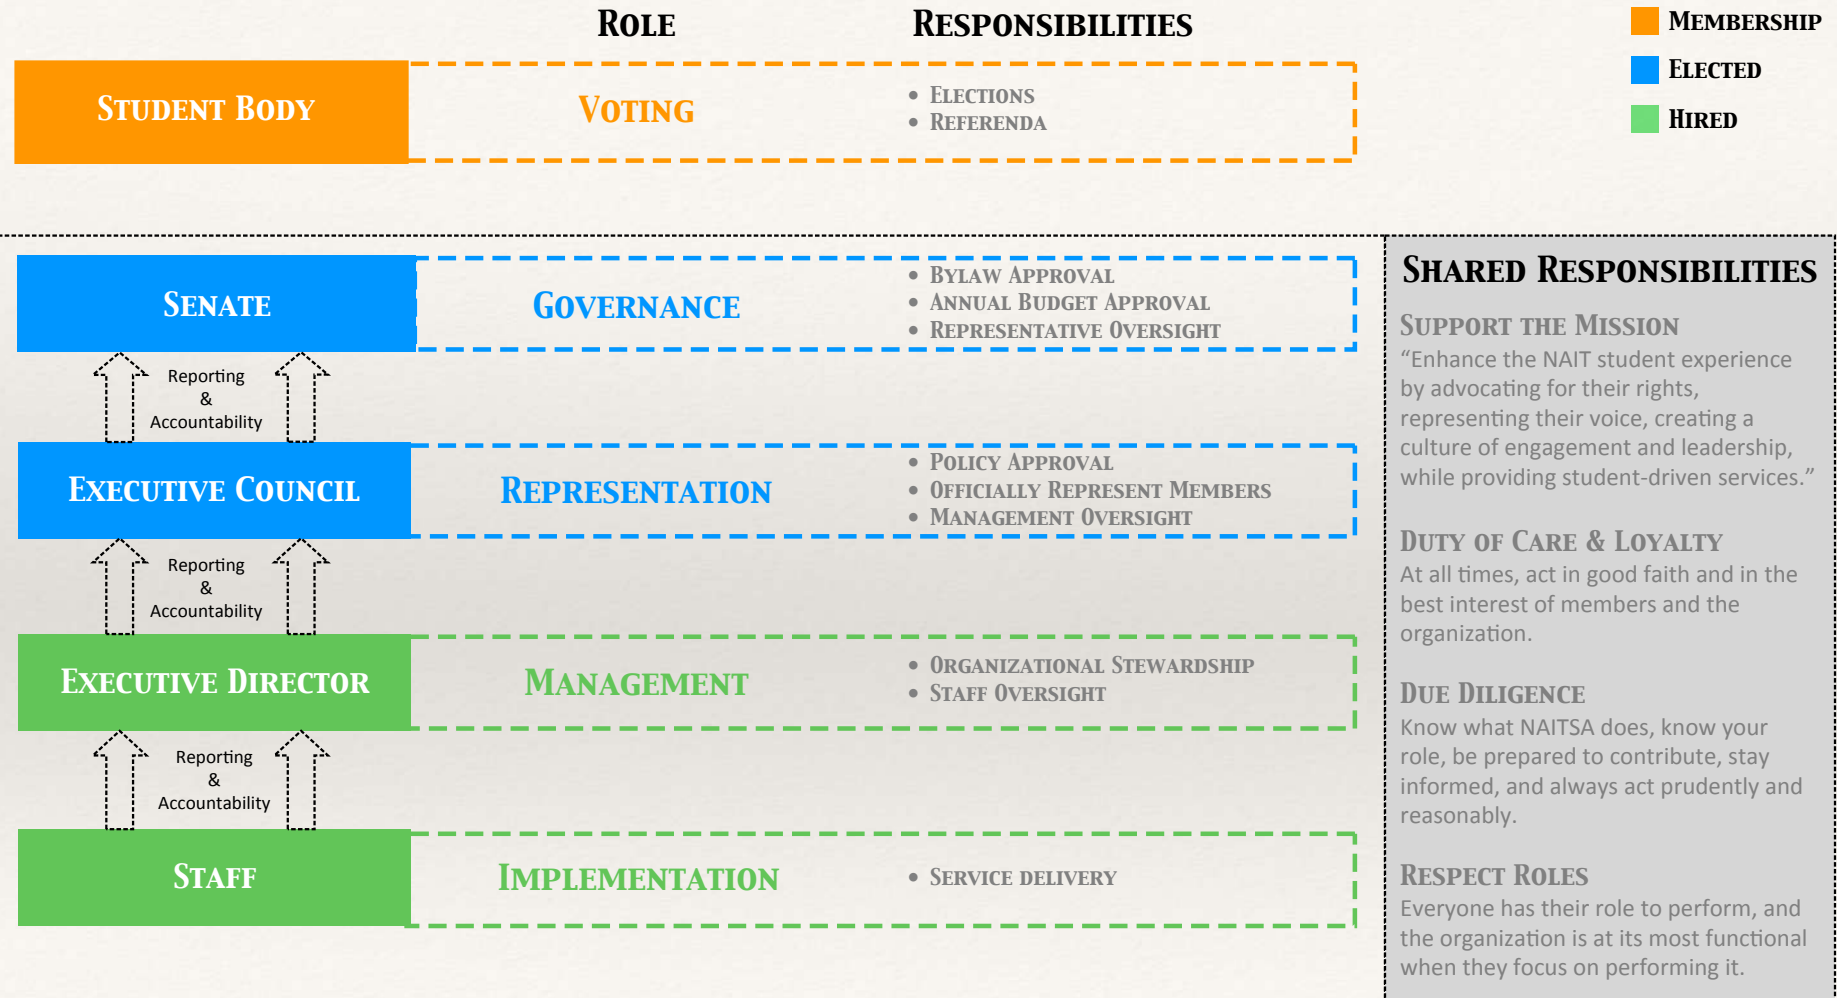 Role
Responsibilities
Membership
Elected
Hired
Student Body
Voting
• Elections
• Referenda
Senate
Governance
• Bylaw Approval
• Annual Budget Approval
• Representative Oversight
Reporting
&
Accountability
Executive Council
Representation
• Policy Approval
• Officially Represent Members
• Management Oversight
Reporting
&
Accountability
Executive Director
Management
• Organizational Stewardship
• Staff Oversight
Reporting
&
Accountability
Staff
Implementation
• Service delivery
Shared Responsibilities
Support the Mission
“Enhance the NAIT student experience
by advocating for their rights,
representing their voice, creating a
culture of engagement and leadership,
while providing student-driven services.”
Duty of Care & Loyalty
At all times, act in good faith and in the
best interest of members and the
organization.
Due Diligence
Know what NAITSA does, know your
role, be prepared to contribute, stay
informed, and always act prudently and
reasonably.
Respect Roles
Everyone has their role to perform, and
the organization is at its most functional
when they focus on performing it.